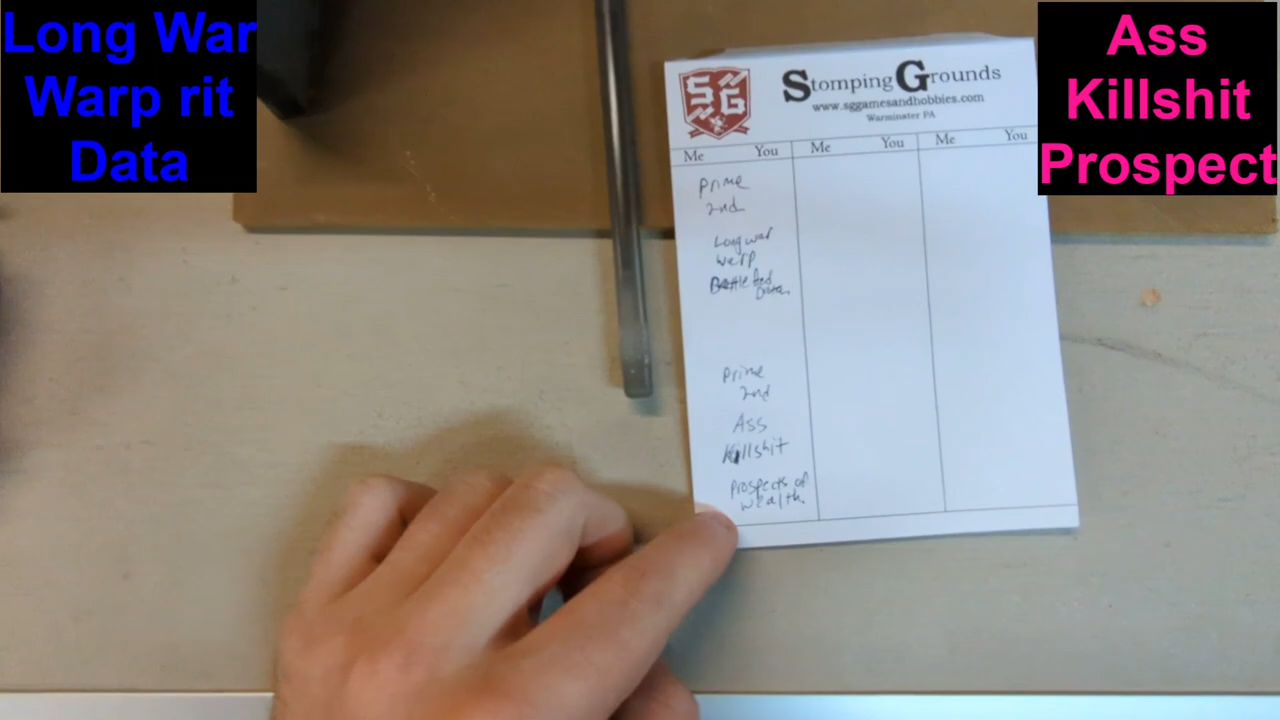 Long War
Warp rit
Data
Ass
Killshit
Prospect
SG
Stomping Grounds
www.sggamesandhobbies.com
Warminster PA
Me You Me You Me You
Prime
2nd
Long war
warp
Data
Prime
2nd
Ass
Killshit
Prospects of
wealth